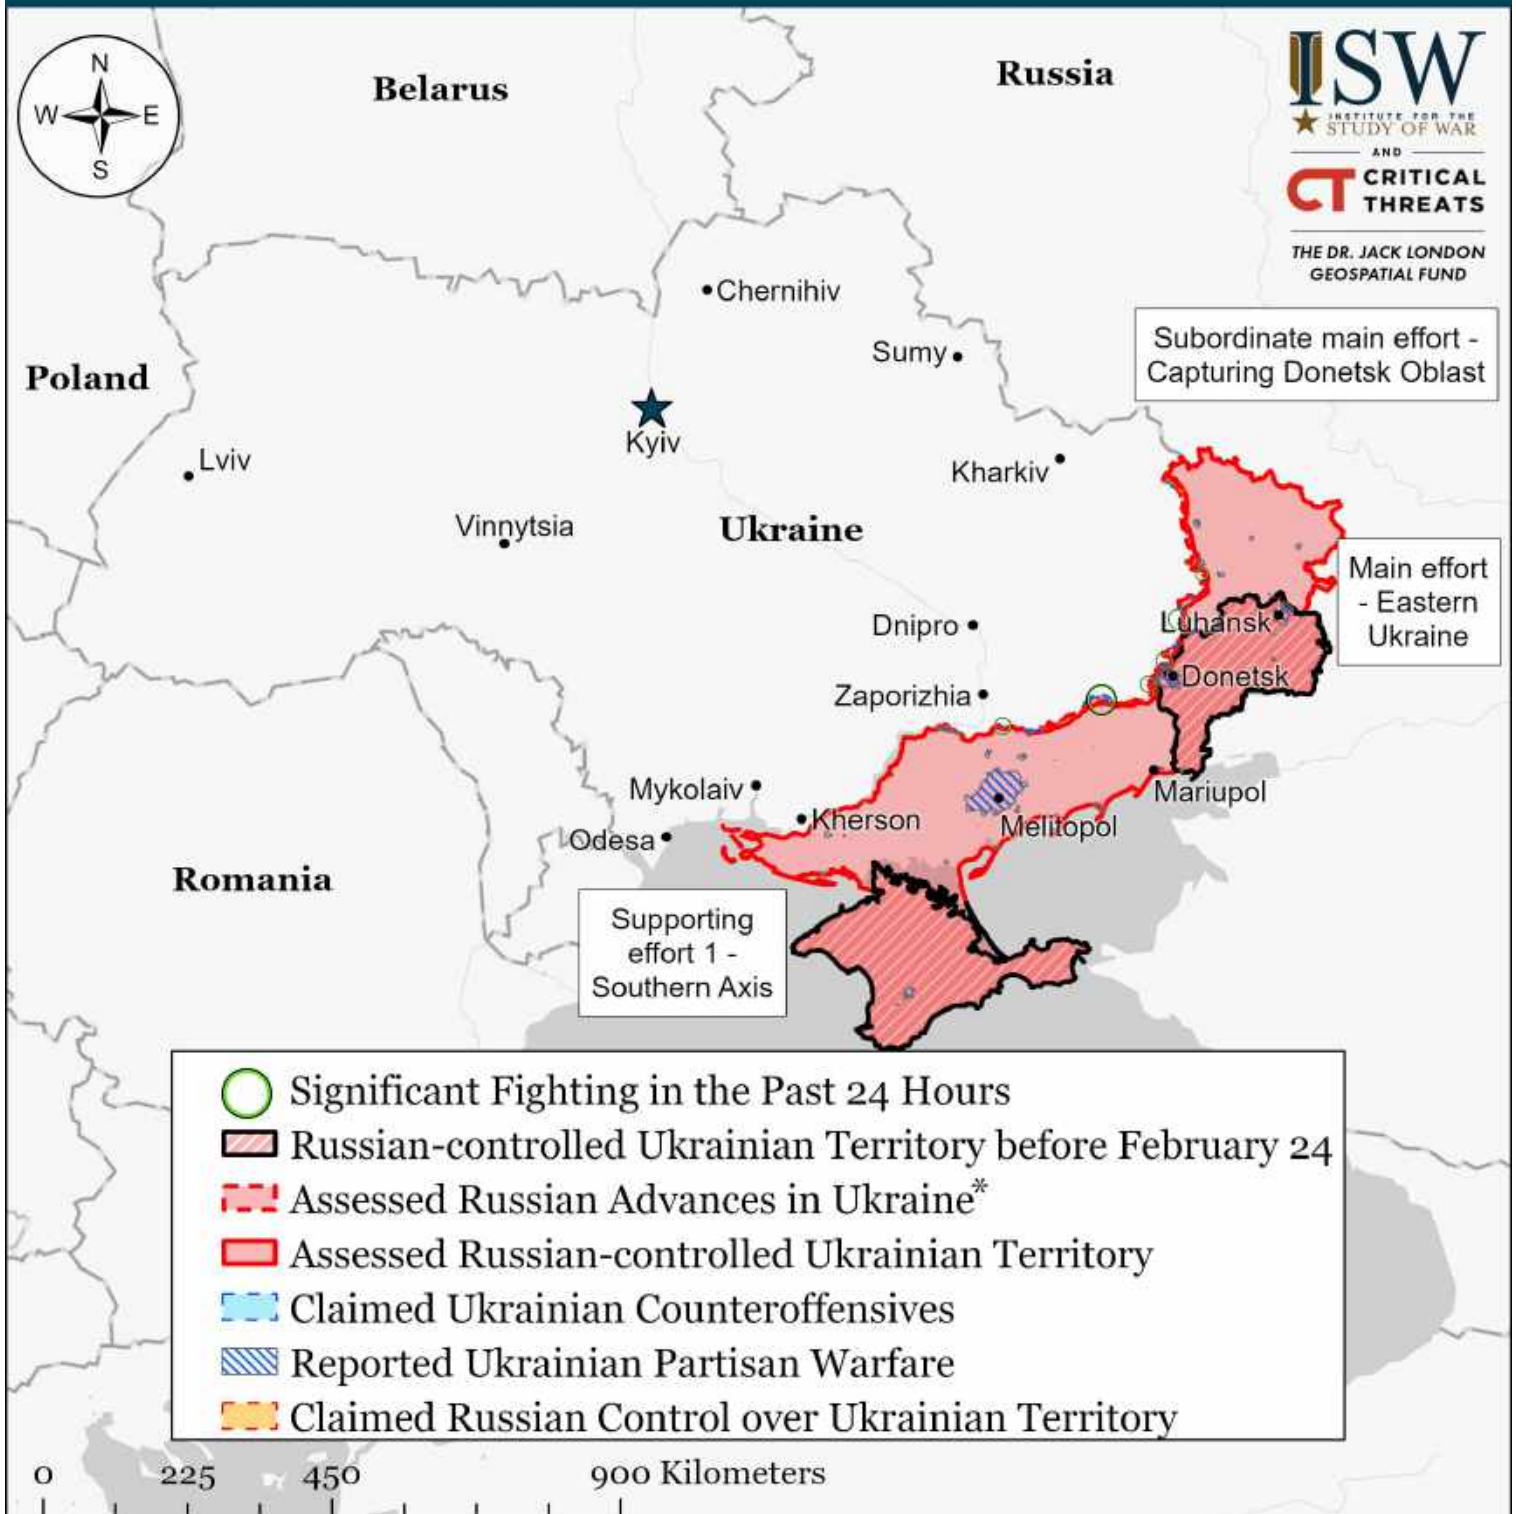 N
W
E
S
Belarus
Russia
ISW
INSTITUTE FOR THE
STUDY OF WAR
AND
CT CRITICAL
THREATS
THE DR. JACK LONDON
GEOSPATIAL FUND
Chernihiv
Subordinate main effort -
Capturing Donetsk Oblast
Sumy
Poland
Kyiv
Lviv
Kharkiv
Vinnytsia
Ukraine
Main effort
- Eastern
Ukraine
Dnipro
Luhansk
Donetsk
Zaporizhia
Mykolaiv
Mariupol
Kherson
Melitopol
Odesa
Romania
Supporting
effort 1 -
Southern Axis
Significant Fighting in the Past 24 Hours
Russian-controlled Ukrainian Territory before February 24
Assessed Russian Advances in Ukraine*
Assessed Russian-controlled Ukrainian Territory
Claimed Ukrainian Counteroffensives
Reported Ukrainian Partisan Warfare
Claimed Russian Control over Ukrainian Territory
0 225 450 900 Kilometers